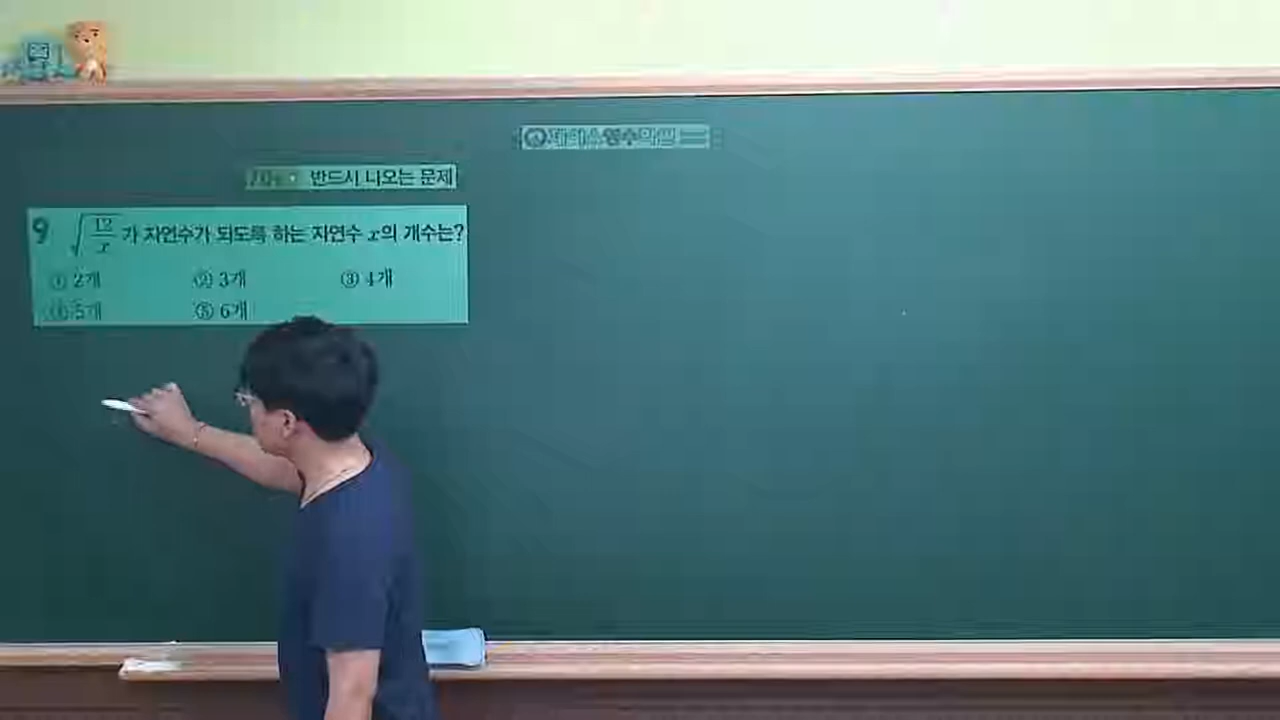 반드시 나오는 문제
9 √(12/x) 가 자연수가 되도록 하는 자연수 x의 개수는?
① 2개 ② 3개 ③ 4개
④ 5개 ⑤ 6개